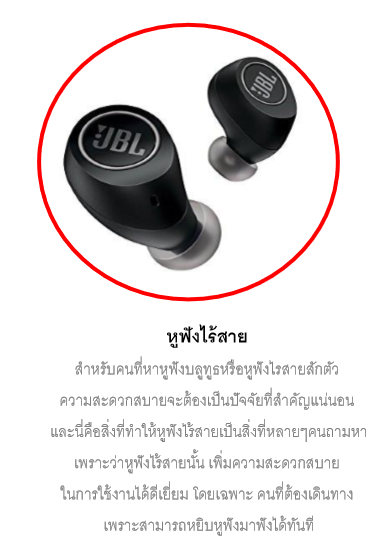 JBL
JBL
หูฟังไร้สาย
สำหรับคนที่หาหูฟังบลูทูธหรือหูฟังไรสายสักตัว
ความสะดวกสบายจะต้องเป็นปัจจัยที่สำคัญแน่นอน
และนี่คือสิ่งที่ทำให้หูฟังไร้สายเป็นสิ่งที่หลายๆคนถามหา
เพราะว่าหูฟังไร้สายนั้น เพิ่มความสะดวกสบาย
ในการใช้งานได้ดีเยี่ยม โดยเฉพาะ คนที่ต้องเดินทาง
เพราะสามารถหยิบหูฟังมาฟังได้ทันที